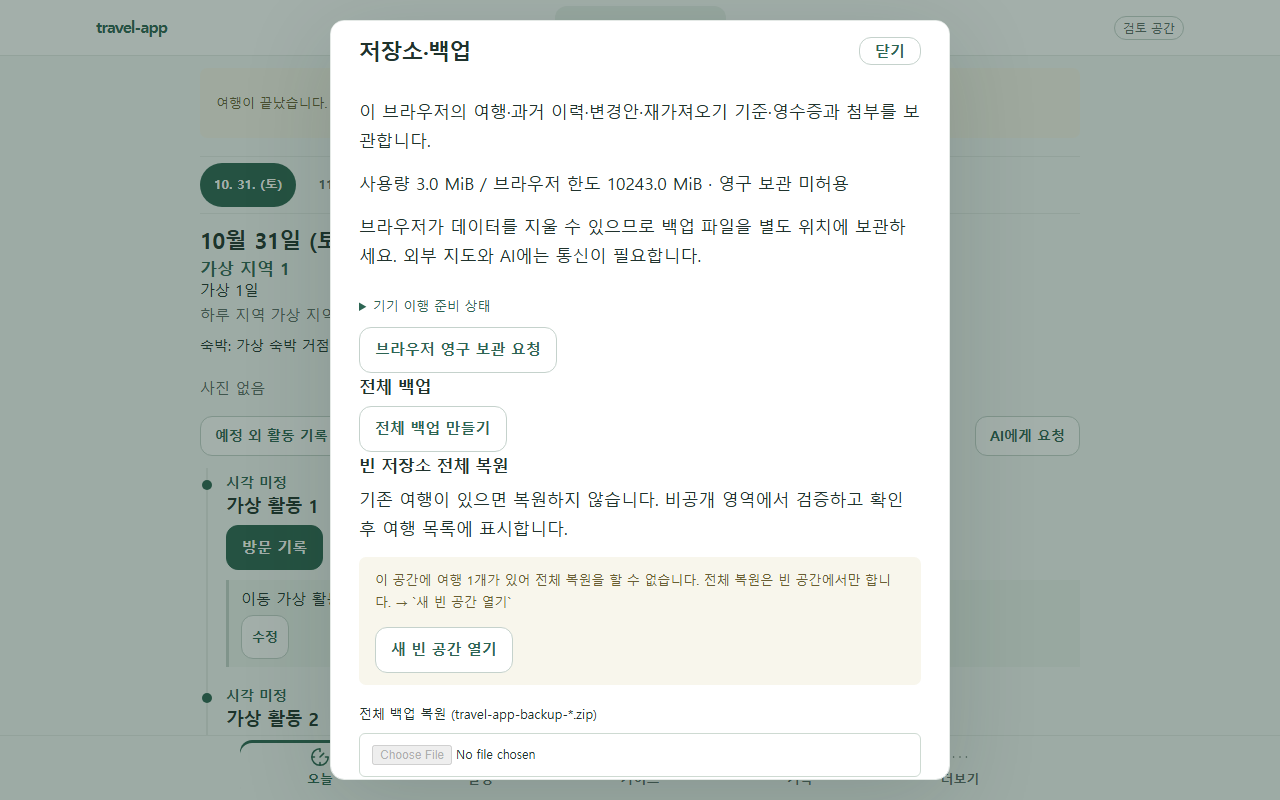 travel-app
검토 공간
여행이 끝났습니다.
10. 31. (토)
10월 31일
가상 지역 1
가상 1일
하루 지역 가상
숙박: 가상 숙박 거점
사진 없음
예정 외 활동 기록
AI에게 요청
시각 미정
가상 활동 1
방문 기록
이동 가상
수정
시각 미정
가상 활동 2
오늘
더보기
저장소·백업
닫기
이 브라우저의 여행·과거 이력·변경안·재가져오기 기준·영수증과 첨부를 보
관합니다.
사용량 3.0 MiB / 브라우저 한도 10243.0 MiB · 영구 보관 미허용
브라우저가 데이터를 지울 수 있으므로 백업 파일을 별도 위치에 보관하
세요. 외부 지도와 AI에는 통신이 필요합니다.
▶ 기기 이행 준비 상태
브라우저 영구 보관 요청
전체 백업
전체 백업 만들기
빈 저장소 전체 복원
기존 여행이 있으면 복원하지 않습니다. 비공개 영역에서 검증하고 확인
후 여행 목록에 표시합니다.
이 공간에 여행 1개가 있어 전체 복원을 할 수 없습니다. 전체 복원은 빈 공간에서만 합니
다. → `새 빈 공간 열기`
새 빈 공간 열기
전체 백업 복원 (travel-app-backup-*.zip)
Choose File No file chosen